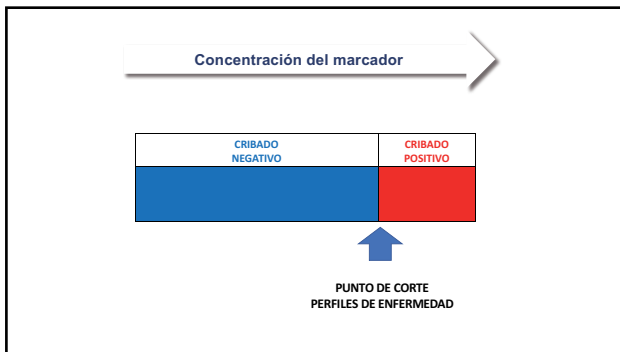 Concentración del marcador
CRIBADO
NEGATIVO
CRIBADO
POSITIVO
PUNTO DE CORTE
PERFILES DE ENFERMEDAD